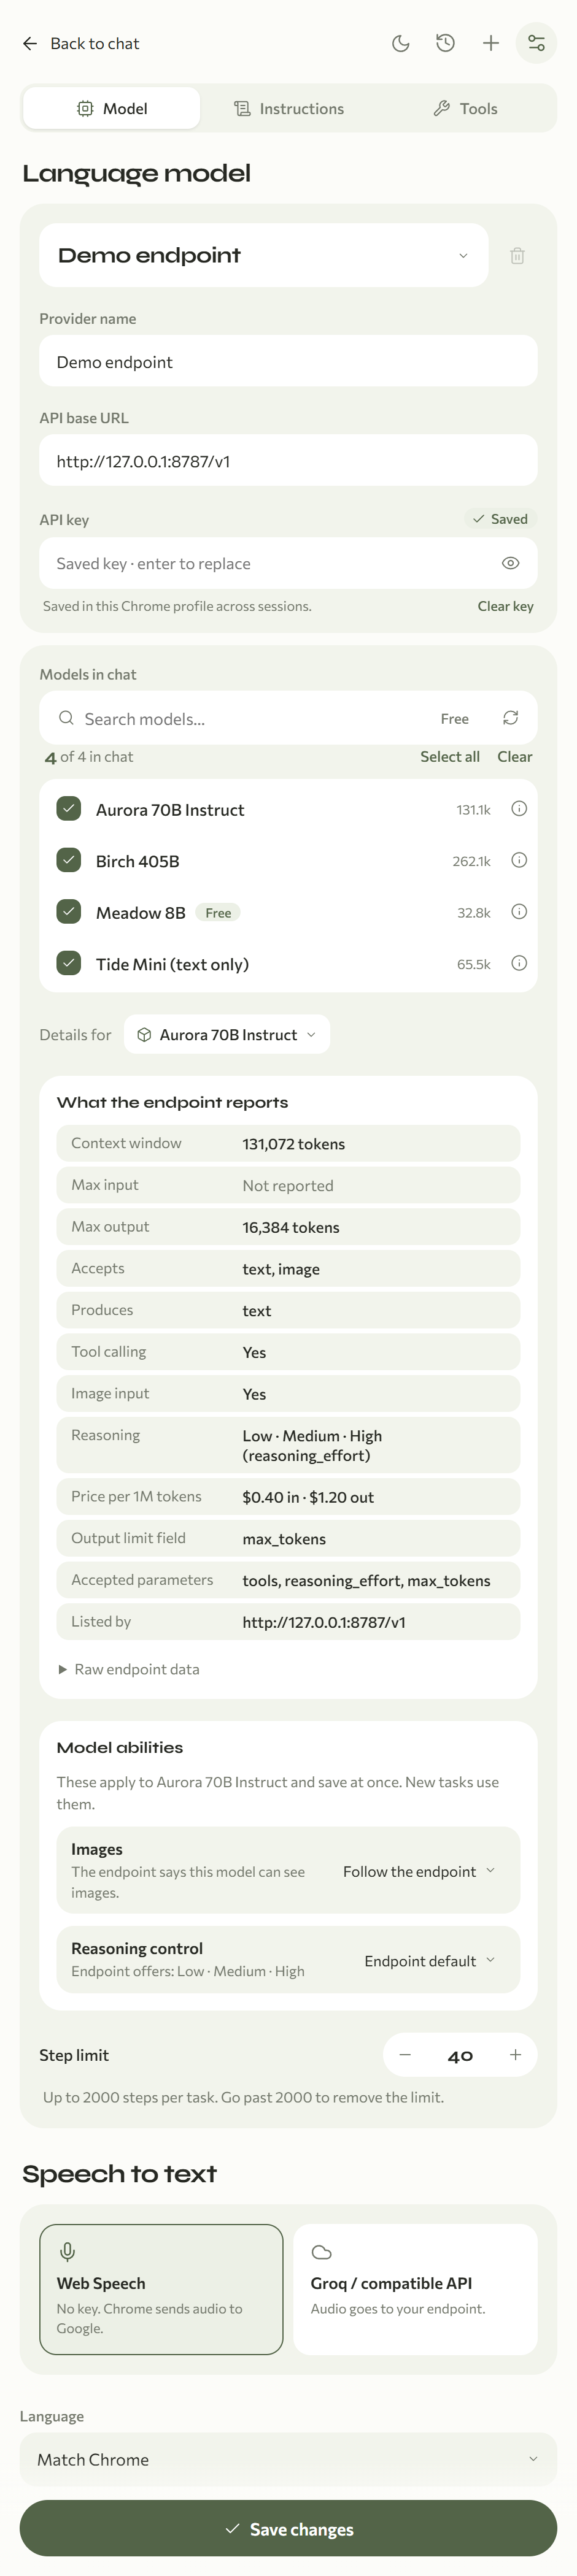 Back to chat
Model
Instructions
Tools
Language model
Demo endpoint
Provider name
Demo endpoint
API base URL
http://127.0.0.1:8787/v1
API key
Saved
Saved key · enter to replace
Saved in this Chrome profile across sessions.
Clear key
Models in chat
Search models...
Free
4 of 4 in chat
Select all
Clear
Aurora 70B Instruct
131.1k
Birch 405B
262.1k
Meadow 8B
Free
32.8k
Tide Mini (text only)
65.5k
Details for
Aurora 70B Instruct
What the endpoint reports
Context window
131,072 tokens
Max input
Not reported
Max output
16,384 tokens
Accepts
text, image
Produces
text
Tool calling
Yes
Image input
Yes
Reasoning
Low · Medium · High
(reasoning_effort)
Price per 1M tokens
$0.40 in · $1.20 out
Output limit field
max_tokens
Accepted parameters
tools, reasoning_effort, max_tokens
Listed by
http://127.0.0.1:8787/v1
Raw endpoint data
Model abilities
These apply to Aurora 70B Instruct and save at once. New tasks use
them.
Images
The endpoint says this model can see
images.
Follow the endpoint
Reasoning control
Endpoint offers: Low · Medium · High
Endpoint default
Step limit
40
Up to 2000 steps per task. Go past 2000 to remove the limit.
Speech to text
Web Speech
No key. Chrome sends audio to
Google.
Groq / compatible API
Audio goes to your endpoint.
Language
Match Chrome
Save changes